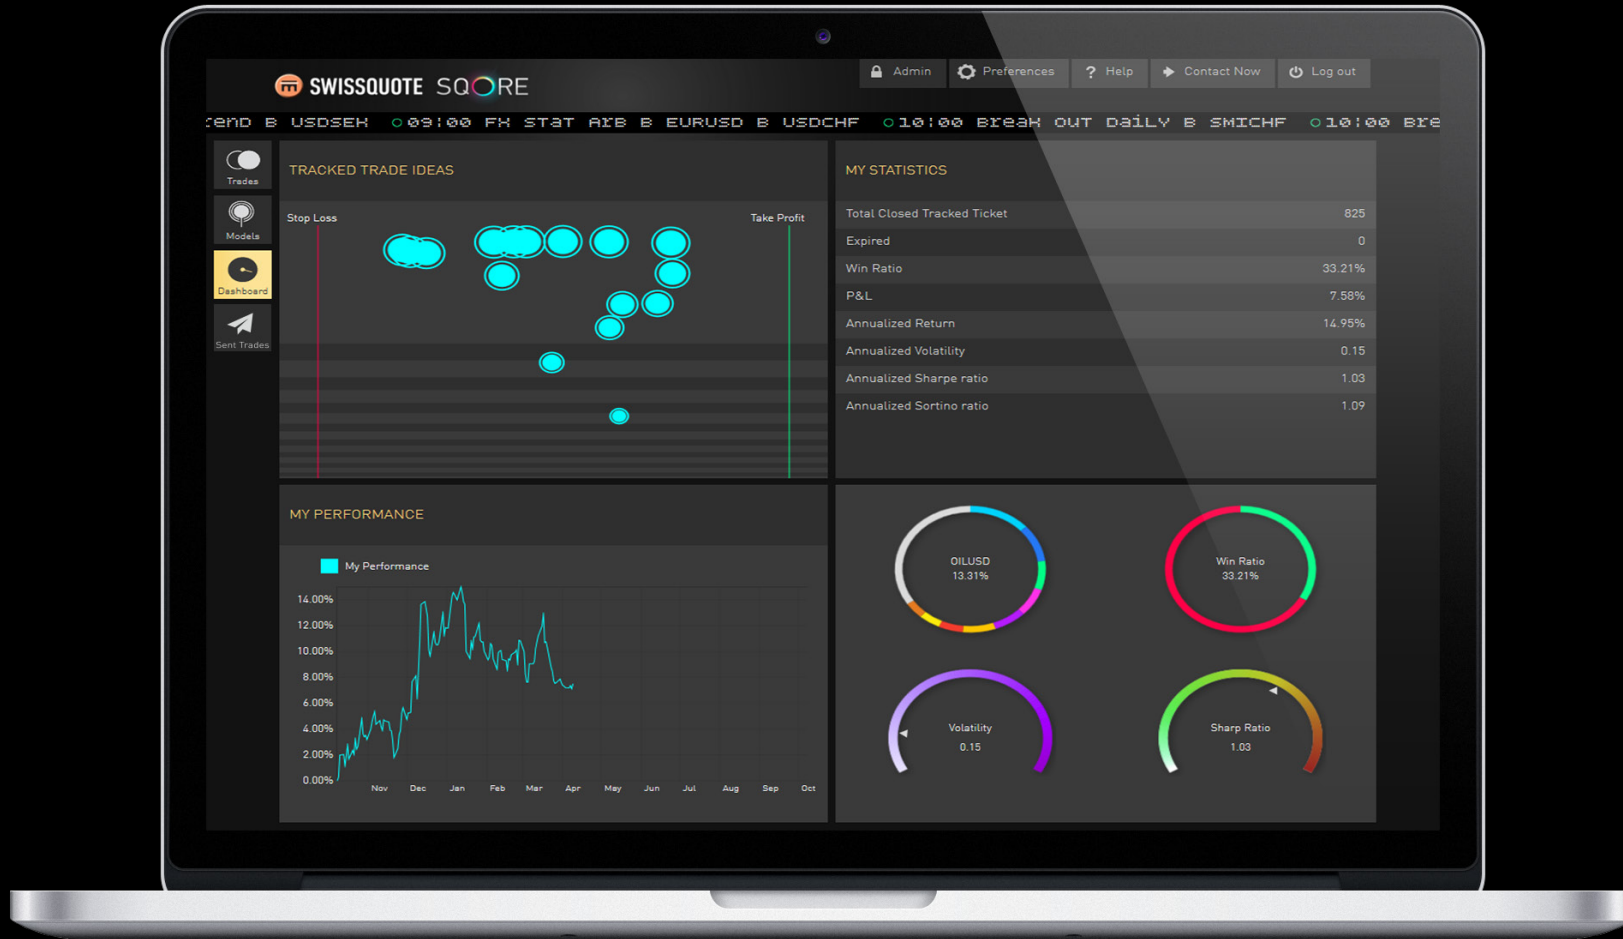 Admin
Preferences
? Help
Contact Now
Log out
SWISSQUOTE SQORE
rend B USDSEK 09:00 FX Stat Arb B EURUSD B USDCHF 10:00 Break Out Daily B SMICHF 10:00 Bre
Trades
Models
Dashboard
Sent Trades
TRACKED TRADE IDEAS
Stop Loss
Take Profit
MY STATISTICS
Total Closed Tracked Ticket 825
Expired 0
Win Ratio 33.21%
P&L 7.58%
Annualized Return 14.95%
Annualized Volatility 0.15
Annualized Sharpe ratio 1.03
Annualized Sortino ratio 1.09
MY PERFORMANCE
My Performance
14.00%
12.00%
10.00%
8.00%
6.00%
4.00%
2.00%
0.00%
Nov Dec Jan Feb Mar Apr May Jun Jul Aug Sep Oct
OILUSD
13.31%
Win Ratio
33.21%
Volatility
0.15
Sharp Ratio
1.03